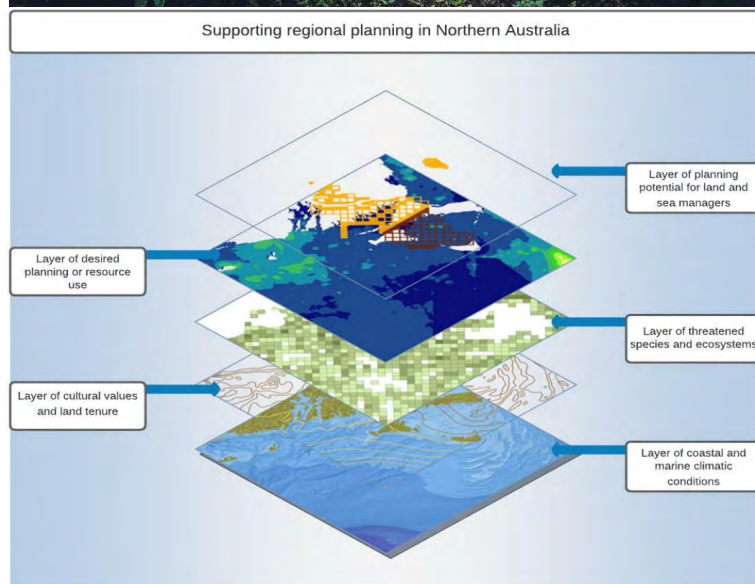 Supporting regional planning in Northern Australia
Layer of planning
potential for land and
sea managers
Layer of desired
planning or resource
use
Layer of threatened
species and ecosystems
Layer of cultural values
and land tenure
Layer of coastal and
marine climatic
conditions